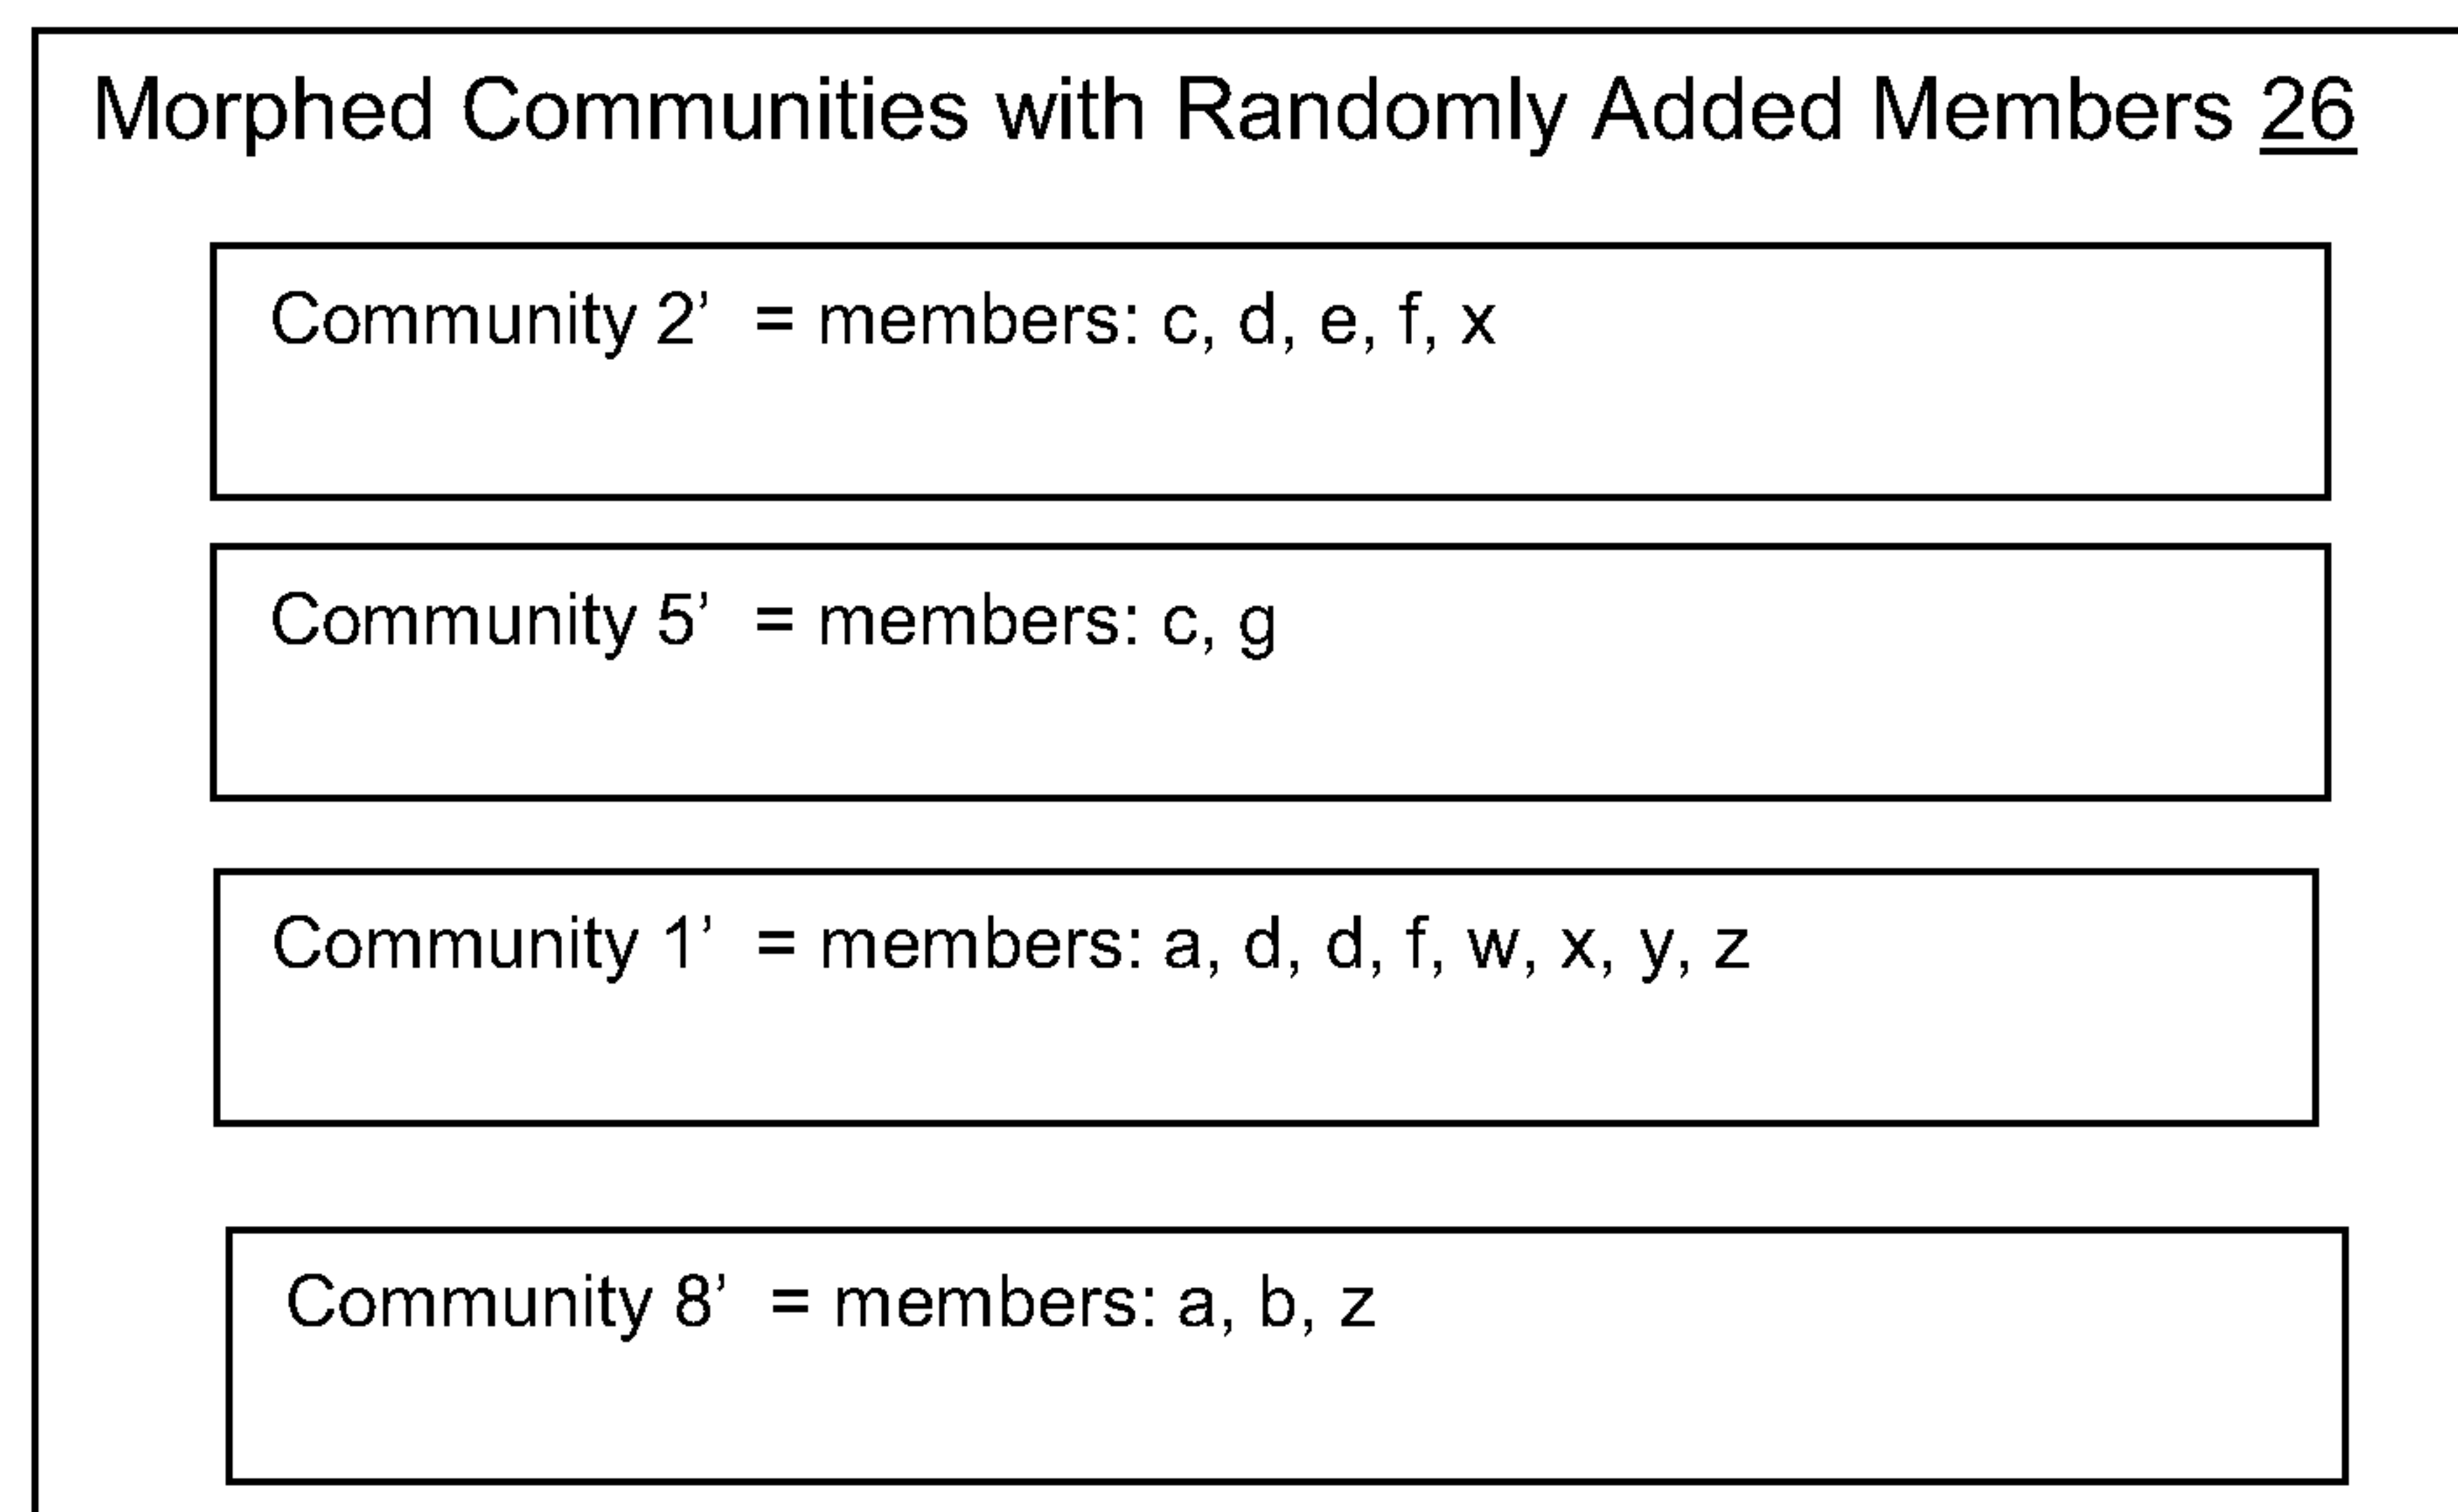 Morphed Communities with Randomly Added Members 26
Community 2’ = members: c, d, e, f, x
Community 5’ = members: c, g
Community 1’ = members: a, d, d, f, w, x, y, z
Community 8’ = members: a, b, z